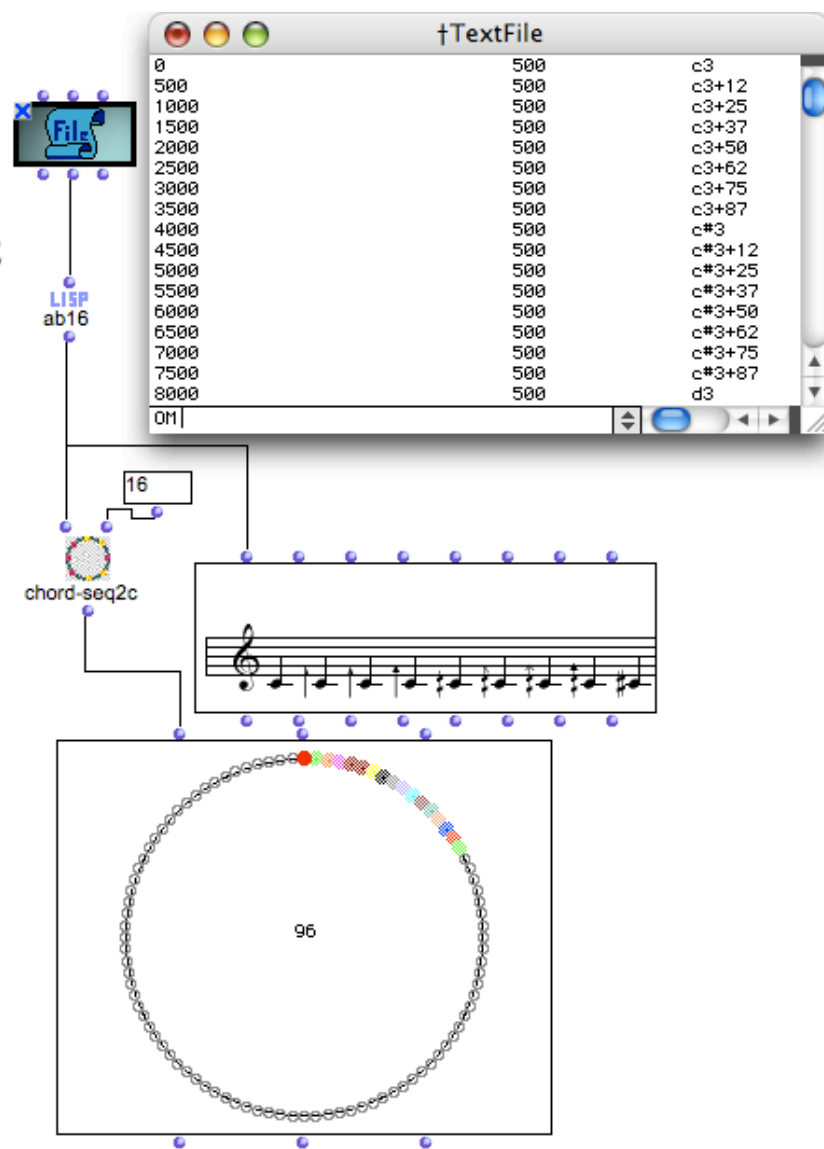 †TextFile
0 500 c3
500 500 c3+12
1000 500 c3+25
1500 500 c3+37
2000 500 c3+50
2500 500 c3+62
3000 500 c3+75
3500 500 c3+87
4000 500 c#3
4500 500 c#3+12
5000 500 c#3+25
5500 500 c#3+37
6000 500 c#3+50
6500 500 c#3+62
7000 500 c#3+75
7500 500 c#3+87
8000 500 d3
OM
File
LISP
ab16
16
chord-seq2c
96